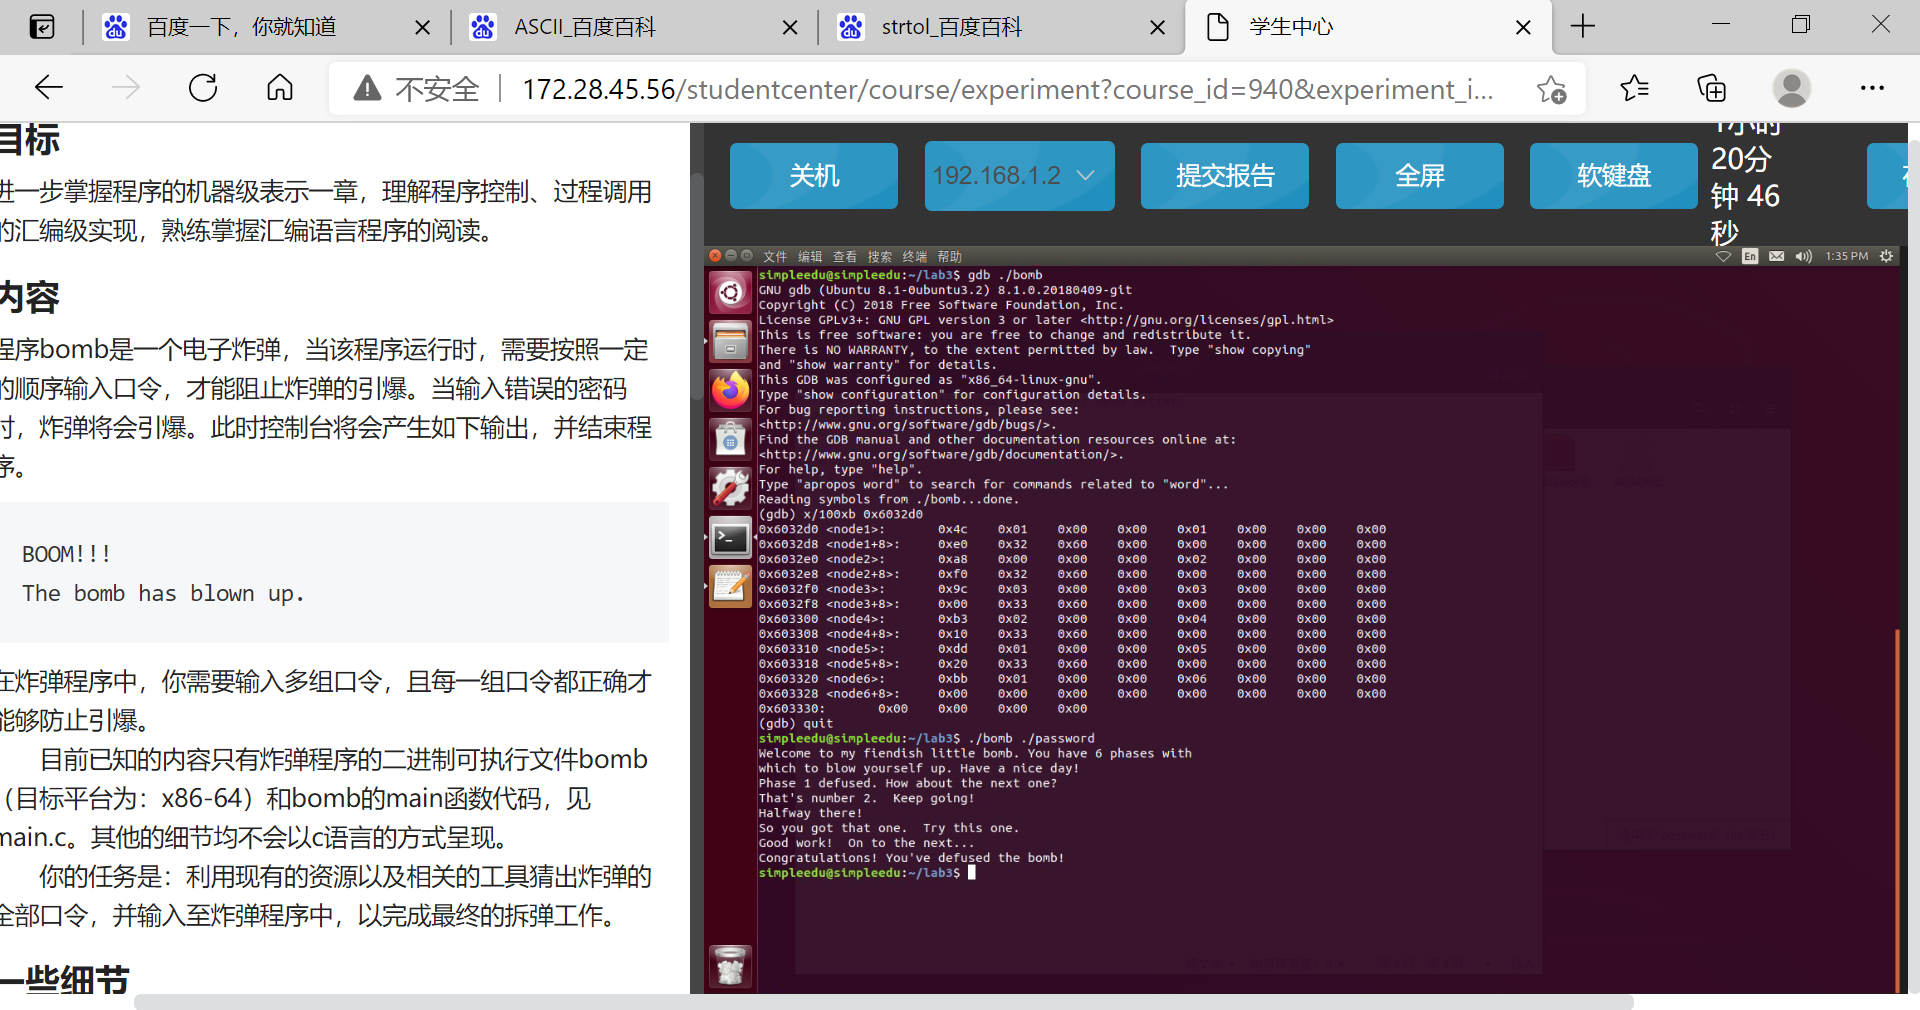 百度一下，你就知道
ASCII_百度百科
strtol_百度百科
学生中心
不安全
172.28.45.56/studentcenter/course/experiment?course_id=940&experiment_i...
目标
进一步掌握程序的机器级表示一章，理解程序控制、过程调用
的汇编级实现，熟练掌握汇编语言程序的阅读。
内容
程序bomb是一个电子炸弹，当该程序运行时，需要按照一定
的顺序输入口令，才能阻止炸弹的引爆。当输入错误的密码
时，炸弹将会引爆。此时控制台将会产生如下输出，并结束程
序。
BOOM!!!
The bomb has blown up.
在炸弹程序中，你需要输入多组口令，且每一组口令都正确才
能够防止引爆。
目前已知的内容只有炸弹程序的二进制可执行文件bomb
（目标平台为：x86-64）和bomb的main函数代码，见
main.c。其他的细节均不会以c语言的方式呈现。
你的任务是：利用现有的资源以及相关的工具猜出炸弹的
全部口令，并输入至炸弹程序中，以完成最终的拆弹工作。
一些细节
关机
192.168.1.2
提交报告
全屏
软键盘
1小时
20分
钟 46
秒
文件 编辑 查看 搜索 终端 帮助
En
1:35 PM
simpleedu@simpleedu:~/lab3$ gdb ./bomb
GNU gdb (Ubuntu 8.1-0ubuntu3.2) 8.1.0.20180409-git
Copyright (C) 2018 Free Software Foundation, Inc.
License GPLv3+: GNU GPL version 3 or later <http://gnu.org/licenses/gpl.html>
This is free software: you are free to change and redistribute it.
There is NO WARRANTY, to the extent permitted by law.  Type "show copying"
and "show warranty" for details.
This GDB was configured as "x86_64-linux-gnu".
Type "show configuration" for configuration details.
For bug reporting instructions, please see:
<http://www.gnu.org/software/gdb/bugs/>.
Find the GDB manual and other documentation resources online at:
<http://www.gnu.org/software/gdb/documentation/>.
For help, type "help".
Type "apropos word" to search for commands related to "word"...
Reading symbols from ./bomb...done.
(gdb) x/100xb 0x6032d0
0x6032d0 <node1>: 0x4c 0x01 0x00 0x00 0x01 0x00 0x00 0x00
0x6032d8 <node1+8>: 0xe0 0x32 0x60 0x00 0x00 0x00 0x00 0x00
0x6032e0 <node2>: 0xa8 0x00 0x00 0x00 0x02 0x00 0x00 0x00
0x6032e8 <node2+8>: 0xf0 0x32 0x60 0x00 0x00 0x00 0x00 0x00
0x6032f0 <node3>: 0x9c 0x03 0x00 0x00 0x03 0x00 0x00 0x00
0x6032f8 <node3+8>: 0x00 0x33 0x60 0x00 0x00 0x00 0x00 0x00
0x603300 <node4>: 0xb3 0x02 0x00 0x00 0x04 0x00 0x00 0x00
0x603308 <node4+8>: 0x10 0x33 0x60 0x00 0x00 0x00 0x00 0x00
0x603310 <node5>: 0xdd 0x01 0x00 0x00 0x05 0x00 0x00 0x00
0x603318 <node5+8>: 0x20 0x33 0x60 0x00 0x00 0x00 0x00 0x00
0x603320 <node6>: 0xbb 0x01 0x00 0x00 0x06 0x00 0x00 0x00
0x603328 <node6+8>: 0x00 0x00 0x00 0x00 0x00 0x00 0x00 0x00
0x603330: 0x00 0x00 0x00 0x00
(gdb) quit
simpleedu@simpleedu:~/lab3$ ./bomb ./password
Welcome to my fiendish little bomb. You have 6 phases with
which to blow yourself up. Have a nice day!
Phase 1 defused. How about the next one?
That's number 2.  Keep going!
Halfway there!
So you got that one.  Try this one.
Good work!  On to the next...
Congratulations! You've defused the bomb!
simpleedu@simpleedu:~/lab3$